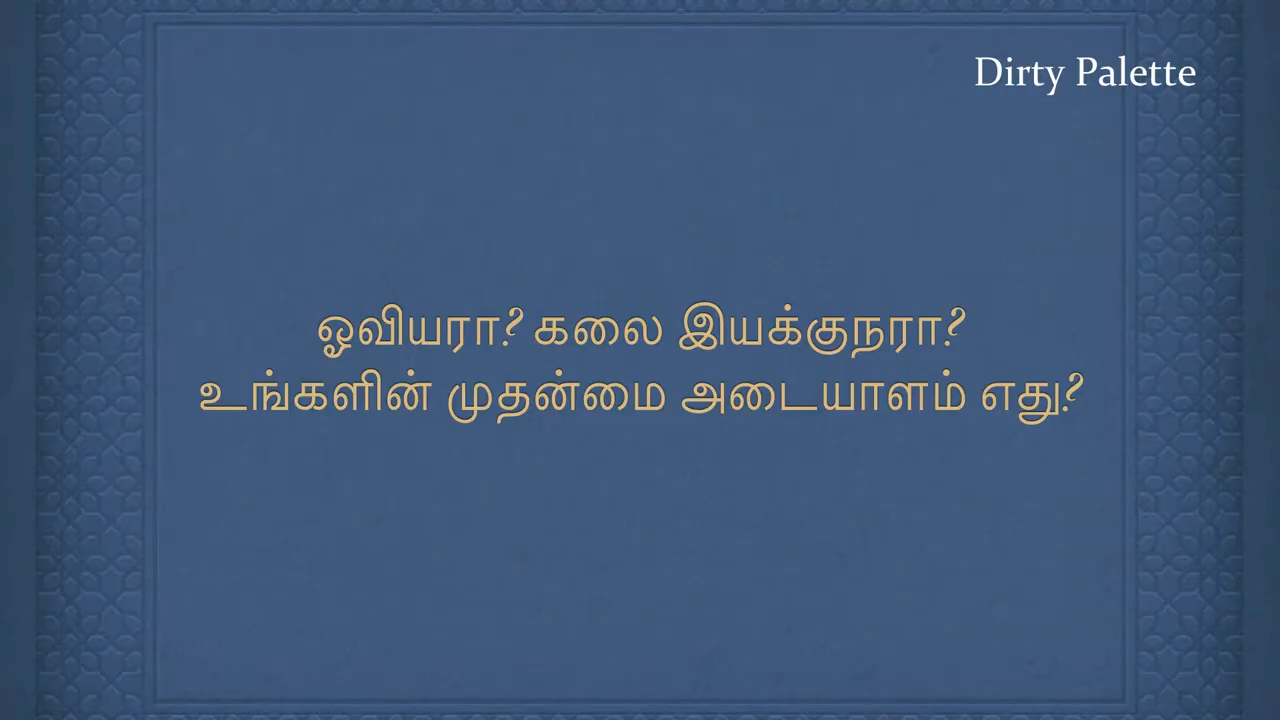 Dirty Palette
ஓவியரா? கலை இயக்குநரா?
உங்களின் முதன்மை அடையாளம் எது?